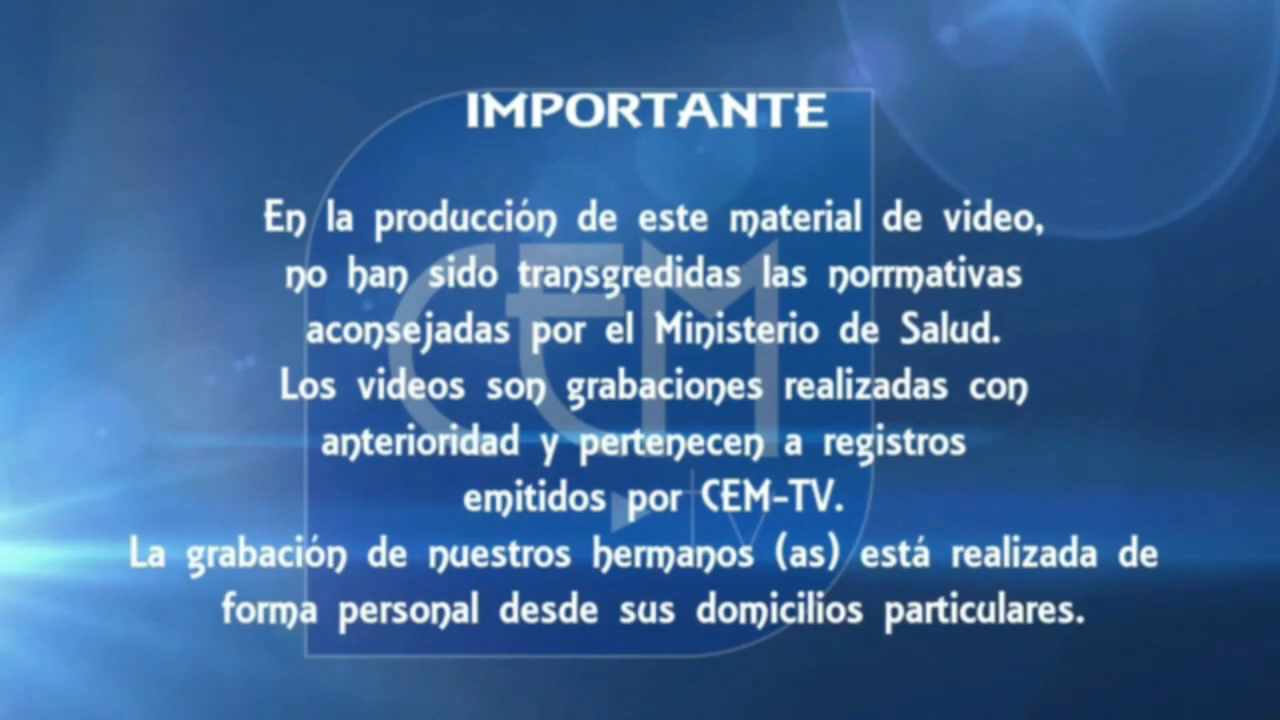 IMPORTANTE
En la producción de este material de video,
no han sido transgredidas las norrmativas
aconsejadas por el Ministerio de Salud.
Los videos son grabaciones realizadas con
anterioridad y pertenecen a registros
emitidos por CEM-TV.
La grabación de nuestros hermanos (as) está realizada de
forma personal desde sus domicilios particulares.
CEM
TV